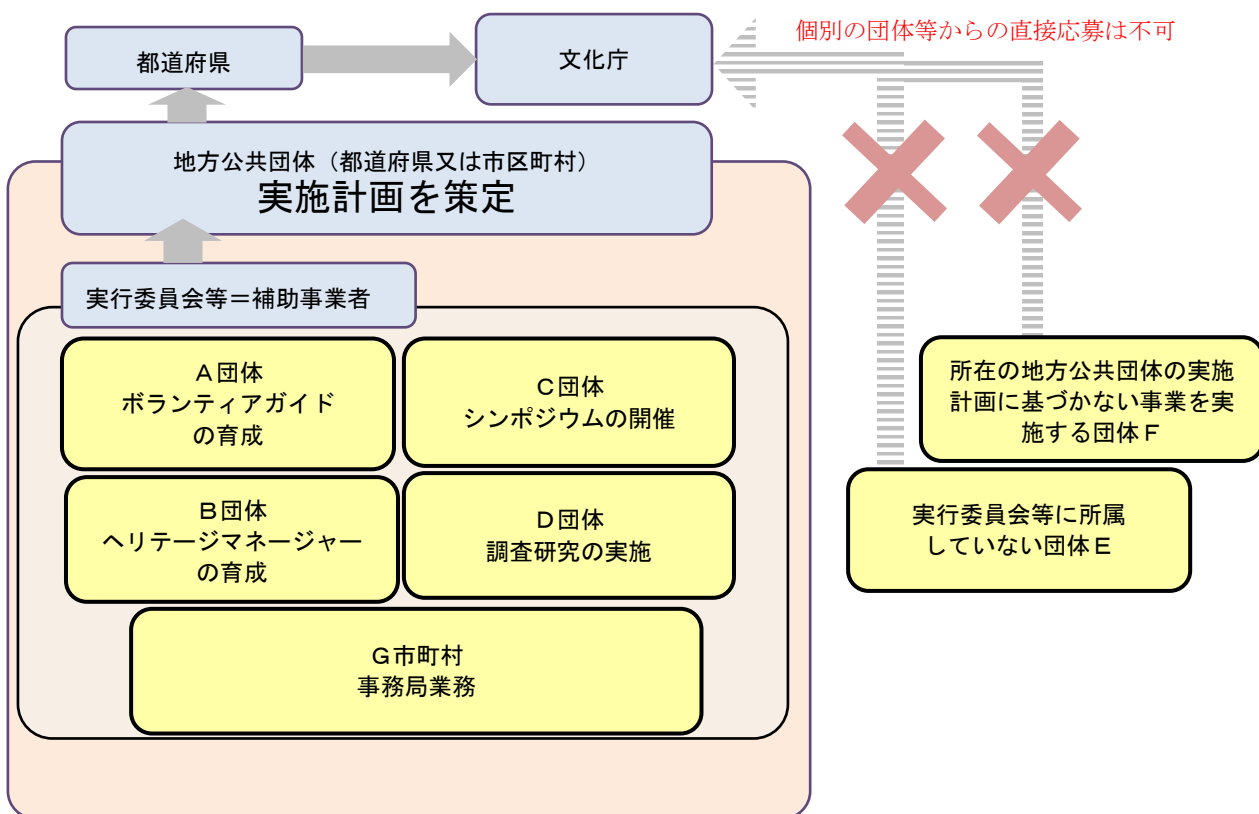 個別の団体等からの直接応募は不可
都道府県
文化庁
地方公共団体（都道府県又は市区町村）
実施計画を策定
実行委員会等＝補助事業者
Ａ団体
ボランティアガイド
の育成
Ｃ団体
シンポジウムの開催
Ｂ団体
ヘリテージマネージャー
の育成
Ｄ団体
調査研究の実施
Ｇ市町村
事務局業務
所在の地方公共団体の実施
計画に基づかない事業を実
施する団体Ｆ
実行委員会等に所属
していない団体Ｅ